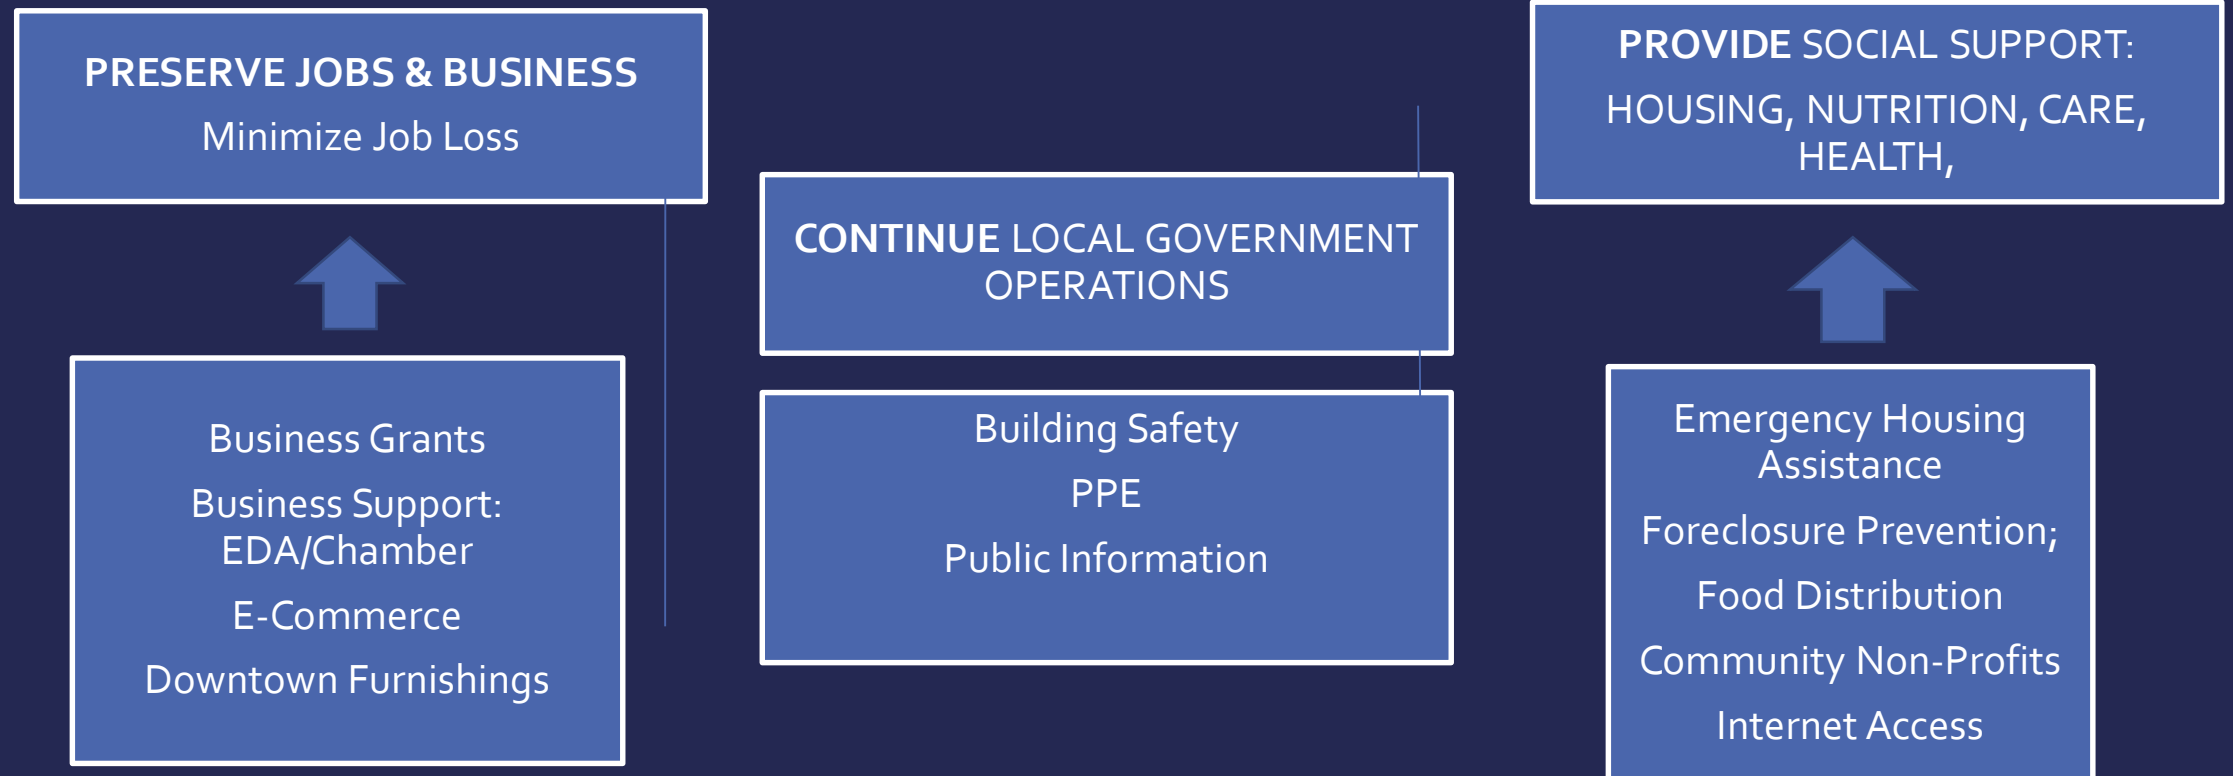 PRESERVE JOBS & BUSINESS
Minimize Job Loss
Business Grants
Business Support:
EDA/Chamber
E-Commerce
Downtown Furnishings
CONTINUE LOCAL GOVERNMENT
OPERATIONS
Building Safety
PPE
Public Information
PROVIDE SOCIAL SUPPORT:
HOUSING, NUTRITION, CARE,
HEALTH,
Emergency Housing
Assistance
Foreclosure Prevention;
Food Distribution
Community Non-Profits
Internet Access